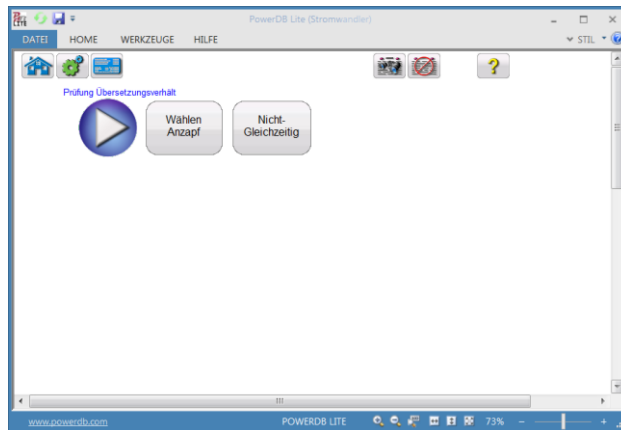 PowerDB Lite (Stromwandler)
DATEI HOME WERKZEUGE HILFE STIL
Prüfung Übersetzungsverhält
Wählen
Anzapf
Nicht-
Gleichzeitig
www.powerdb.com POWERDB LITE 73%